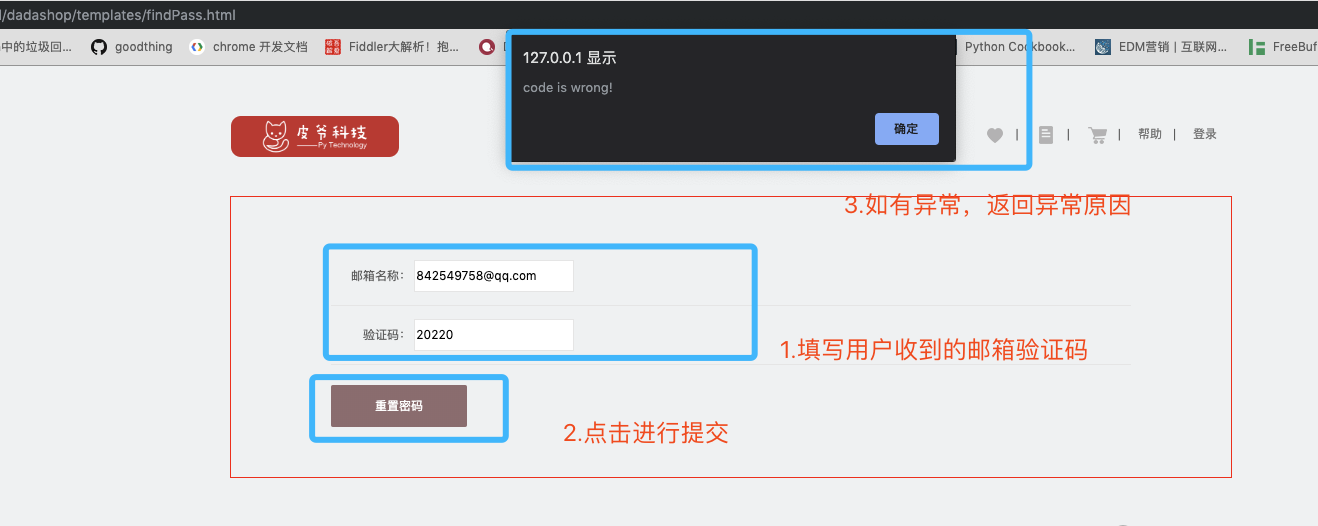 l/dadashop/templates/findPass.html
中的垃圾回... goodthing chrome 开发文档 Fiddler大解析！抱... Python Cookbook... EDM营销 | 互联网... FreeBuf
127.0.0.1 显示
code is wrong!
确定
皮爷科技
Py Technology
| | | 帮助 | 登录
3.如有异常，返回异常原因
邮箱名称： 842549758@qq.com
验证码： 20220
1.填写用户收到的邮箱验证码
重置密码
2.点击进行提交